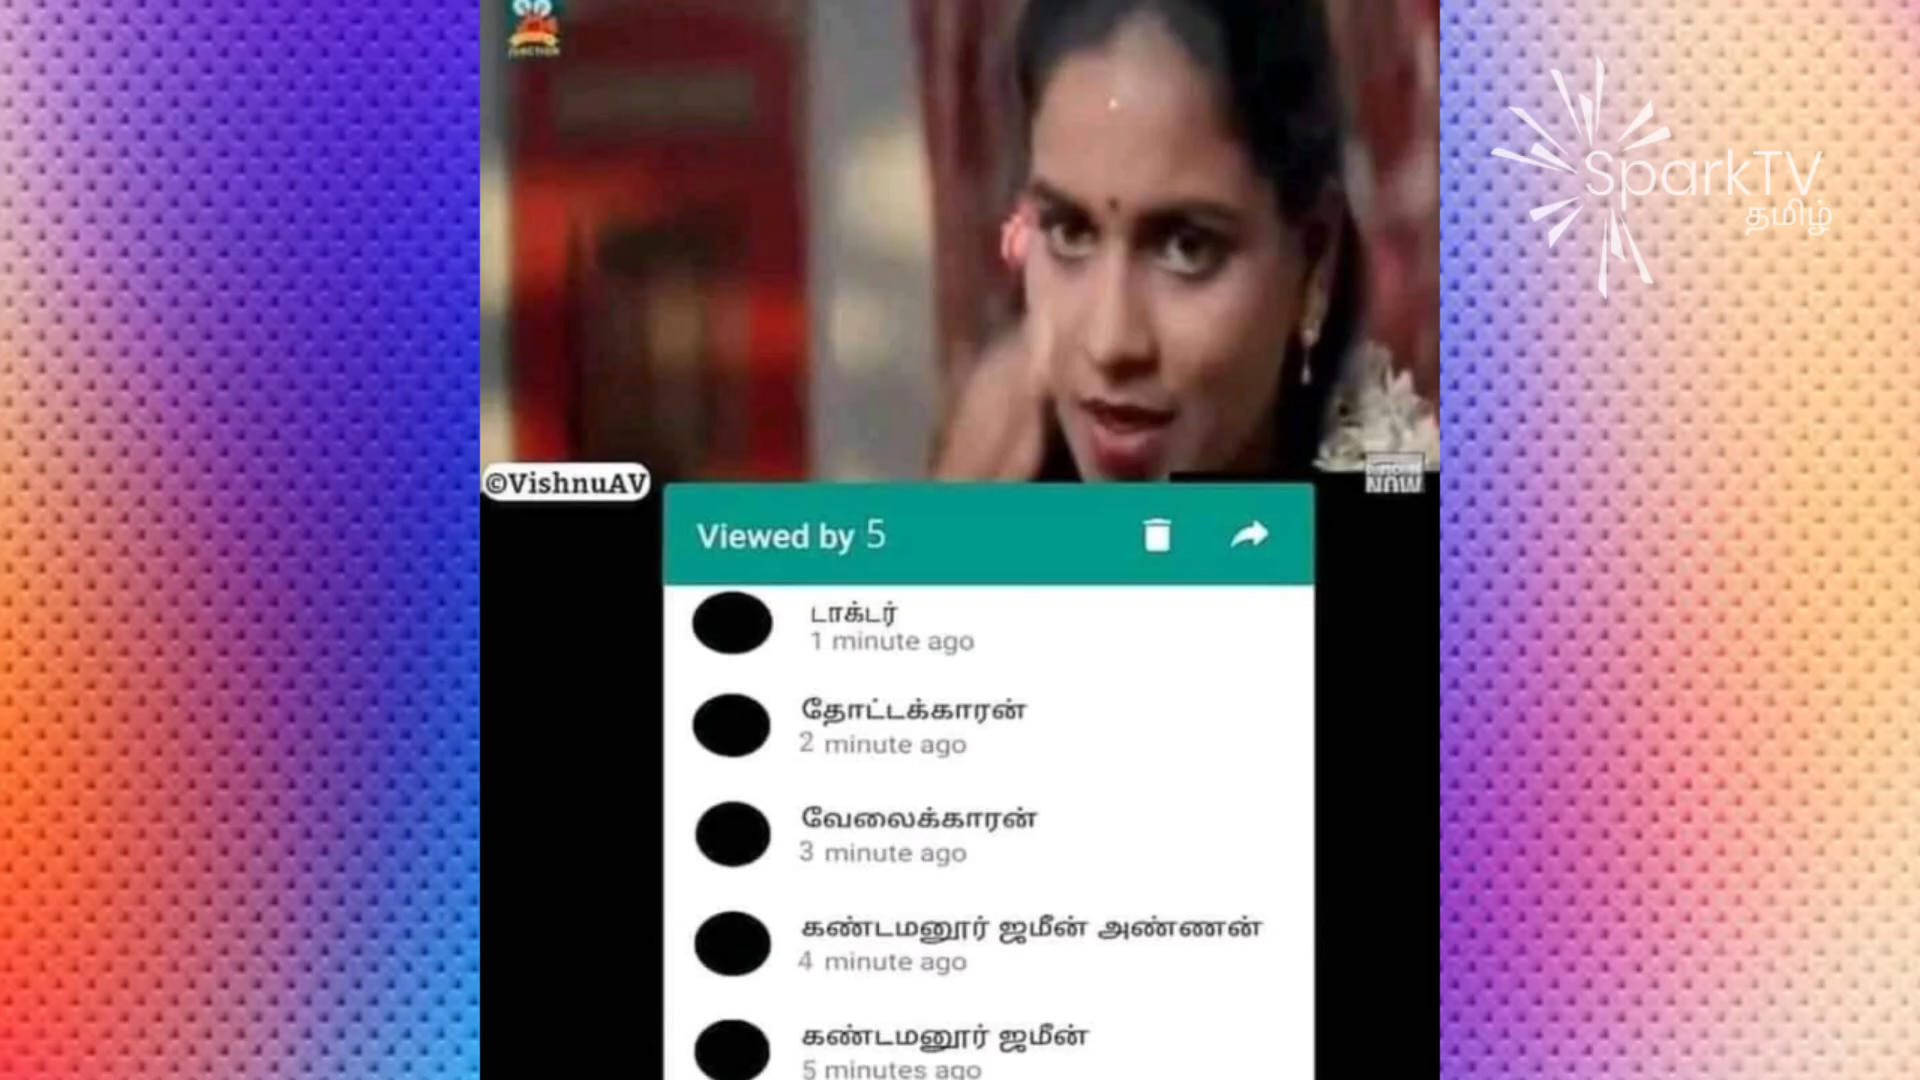 SparkTV
தமிழ்
©VishnuAV
NOW
Viewed by 5
டாக்டர்
1 minute ago
தோட்டக்காரன்
2 minute ago
வேலைக்காரன்
3 minute ago
கண்டமனூர் ஜமீன் அண்ணன்
4 minute ago
கண்டமனூர் ஜமீன்
5 minutes ago